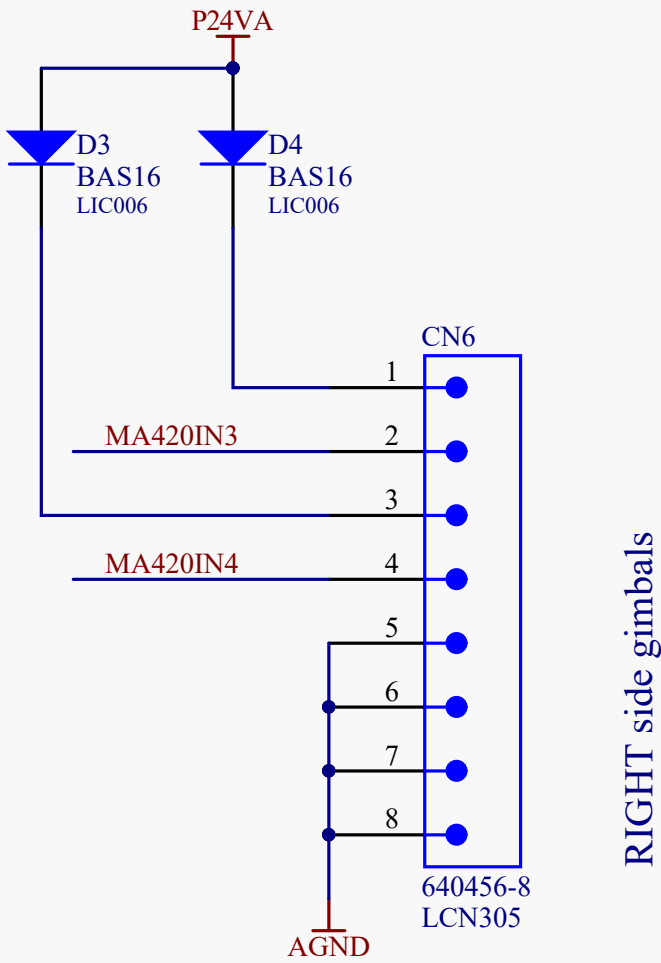 P24VA
D3
BAS16
LIC006
D4
BAS16
LIC006
CN6
1
MA420IN3
2
3
MA420IN4
4
5
6
7
8
640456-8
LCN305
AGND
RIGHT side gimbals